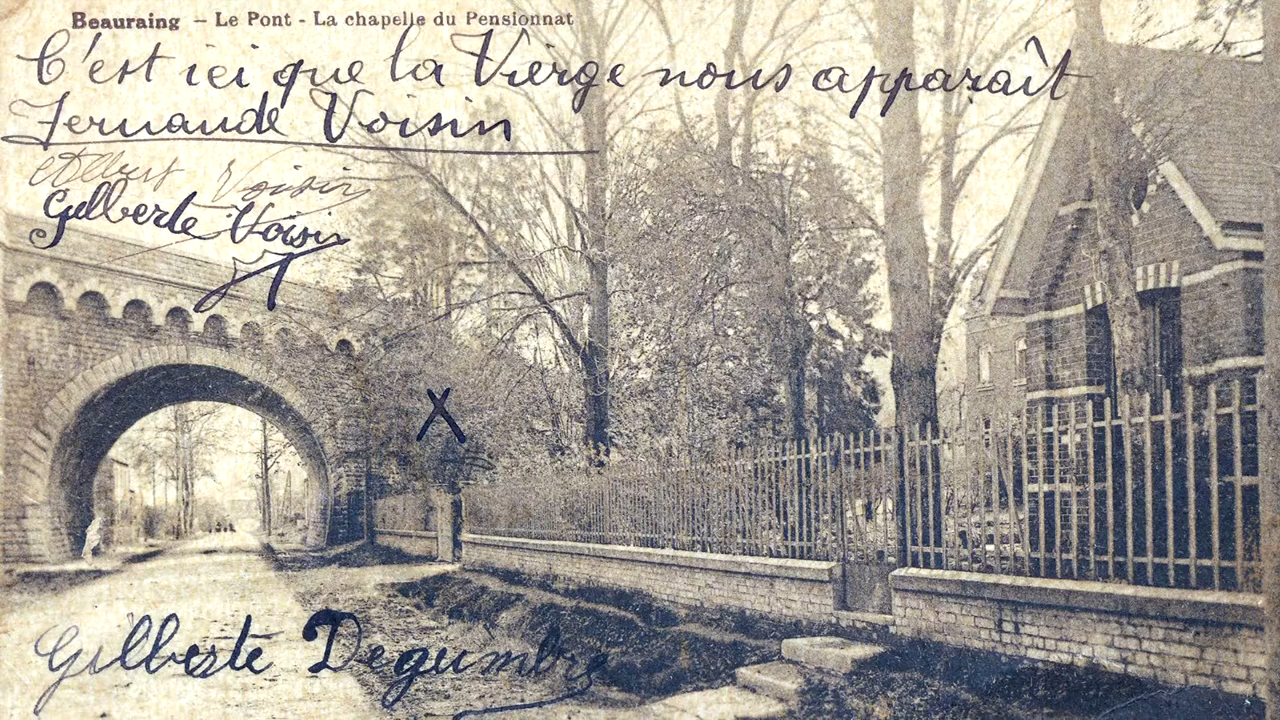 Beauraing – Le Pont - La chapelle du Pensionnat
C'est ici que la Vierge nous apparaît
Fernande Voisin
Albert Voisin
Gilberte Voisin
X
Gilberte Degeimbre